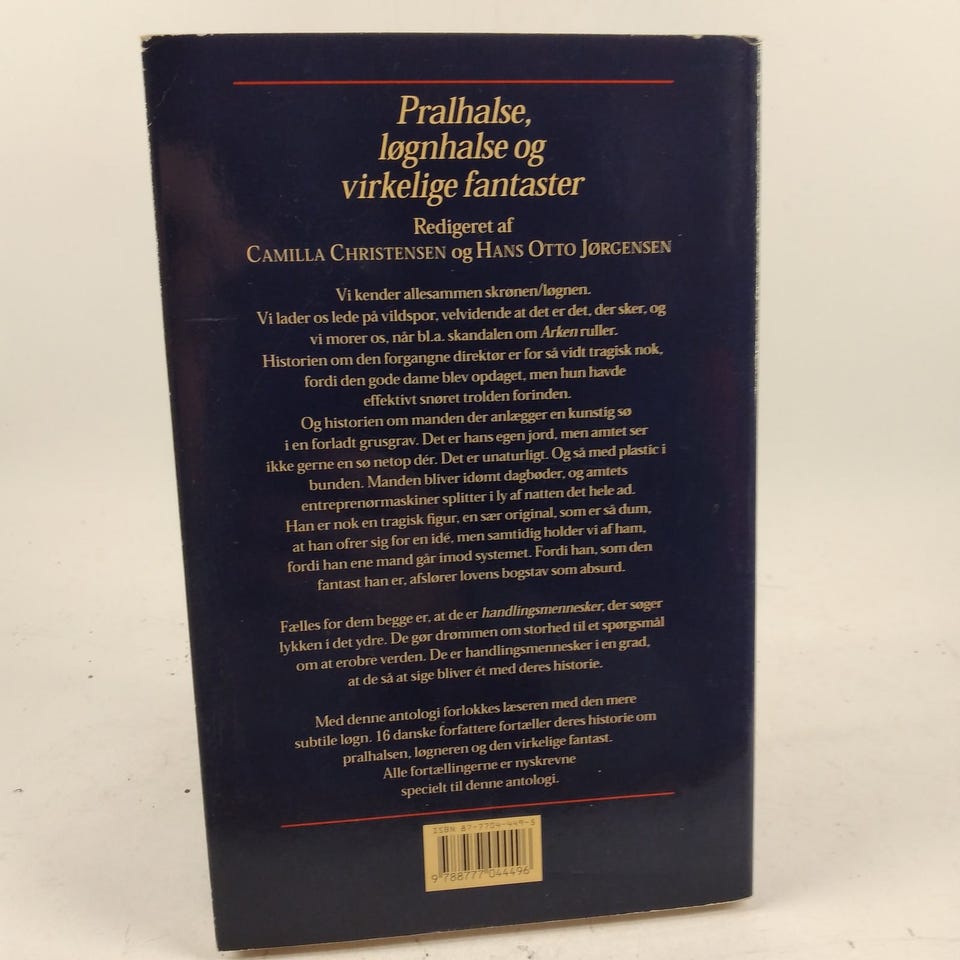 Pralhalse,
løgnhalse og
virkelige fantaster
Redigeret af
CAMILLA CHRISTENSEN og HANS OTTO JØRGENSEN
Vi kender allesammen skrønen/løgnen.
Vi lader os lede på vildspor, velvidende at det er det, der sker, og
vi morer os, når bl.a. skandalen om Arken ruller.
Historien om den forgangne direktør er for så vidt tragisk nok,
fordi den gode dame blev opdaget, men hun havde
effektivt snøret trolden forinden.
Og historien om manden der anlægger en kunstig sø
i en forladt grusgrav. Det er hans egen jord, men amtet ser
ikke gerne en sø netop dér. Det er unaturligt. Og så med plastic i
bunden. Manden bliver idømt dagbøder, og amtets
entreprenørmaskiner splitter i ly af natten det hele ad.
Han er nok en tragisk figur, en sær original, som er så dum,
at han ofrer sig for en idé, men samtidig holder vi af ham,
fordi han ene mand går imod systemet. Fordi han, som den
fantast han er, afslører lovens bogstav som absurd.
Fælles for dem begge er, at de er handlingsmennesker, der søger
lykken i det ydre. De gør drømmen om storhed til et spørgsmål
om at erobre verden. De er handlingsmennesker i en grad,
at de så at sige bliver ét med deres historie.
Med denne antologi forlokkes læseren med den mere
subtile løgn. 16 danske forfattere fortæller deres historie om
pralhalsen, løgneren og den virkelige fantast.
Alle fortællingerne er nyskrevne
specielt til denne antologi.
ISBN 87-7704-449-5
9 788777 044496